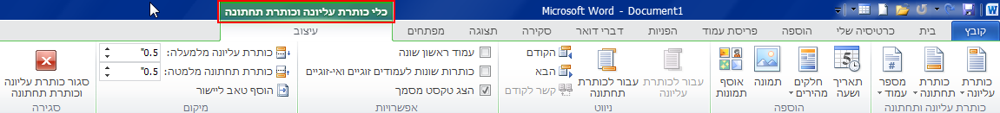 Microsoft Word - Document1
כלי כותרת עליונה וכותרת תחתונה
קובץ
בית
כרטיסיה שלי
הוספה
פריסת עמוד
הפניות
דברי דואר
סקירה
תצוגה
מפתחים
עיצוב
כותרת עליונה
כותרת תחתונה
מספר עמוד
כותרת עליונה ותחתונה
תאריך ושעה
חלקים מהירים
תמונה
אוסף תמונות
הוספה
עבור לכותרת עליונה
עבור לכותרת תחתונה
הקודם
הבא
קשר לקודם
ניווט
עמוד ראשון שונה
כותרות שונות לעמודים זוגיים ואי-זוגיים
הצג טקסט מסמך
אפשרויות
כותרת עליונה מלמעלה: 0.5"
כותרת תחתונה מלמטה: 0.5"
הוסף טאב ליישור
מיקום
סגור כותרת עליונה
וכותרת תחתונה
סגירה